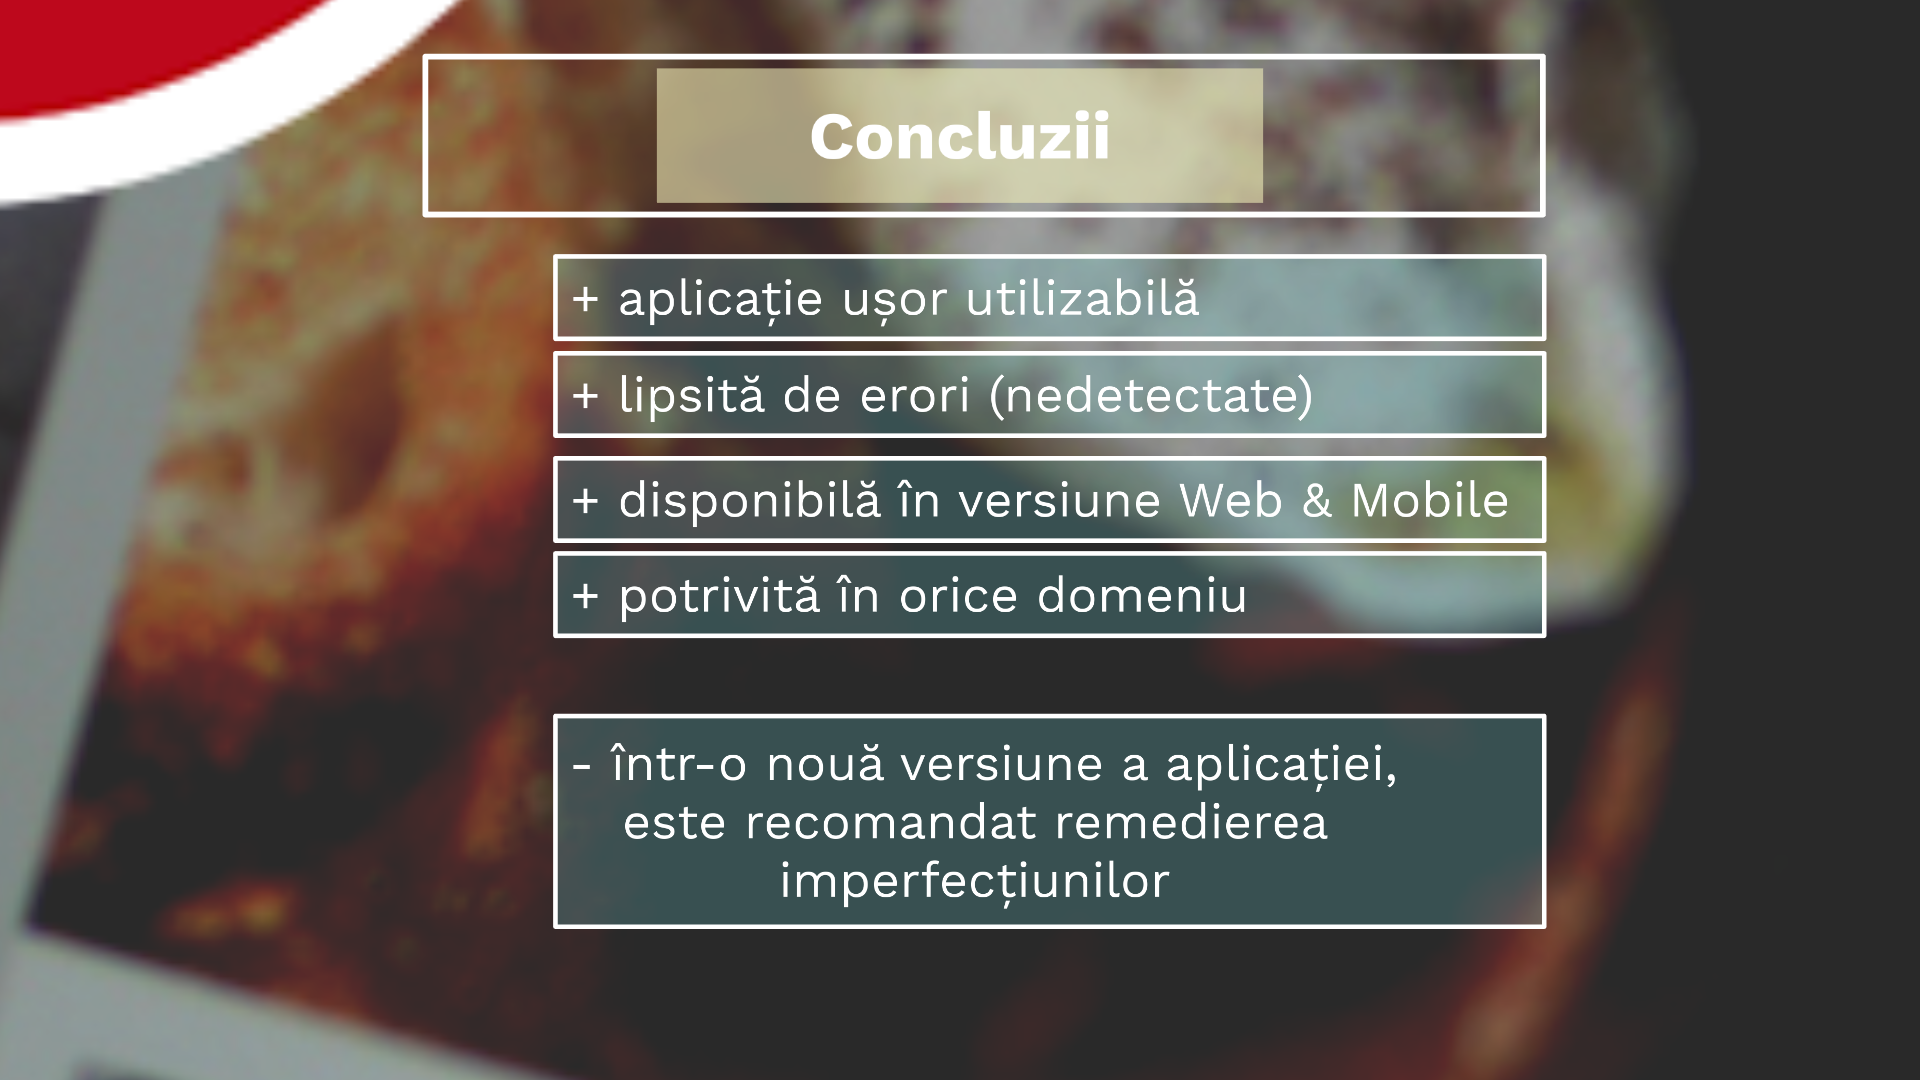 Concluzii
+ aplicație ușor utilizabilă
+ lipsită de erori (nedetectate)
+ disponibilă în versiune Web & Mobile
+ potrivită în orice domeniu
- într-o nouă versiune a aplicației,
este recomandat remedierea
imperfecțiunilor